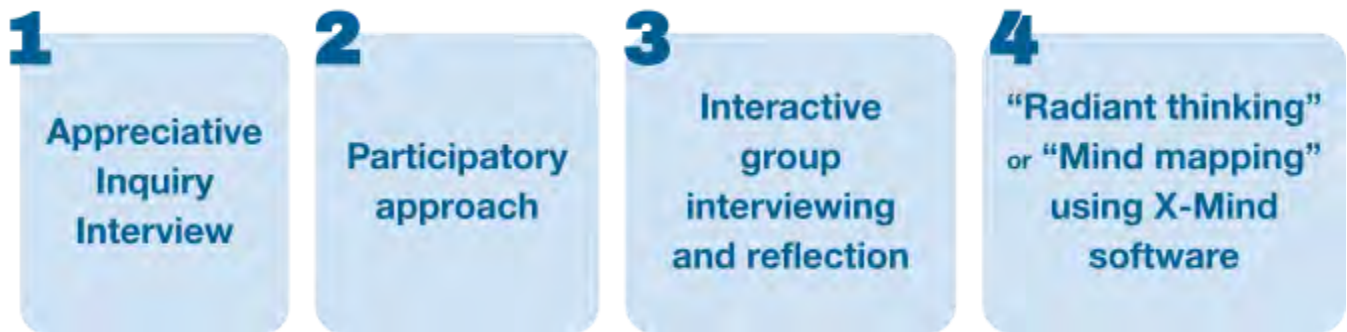 1
Appreciative
Inquiry
Interview
2
Participatory
approach
3
Interactive
group
interviewing
and reflection
4
“Radiant thinking”
or “Mind mapping”
using X-Mind
software